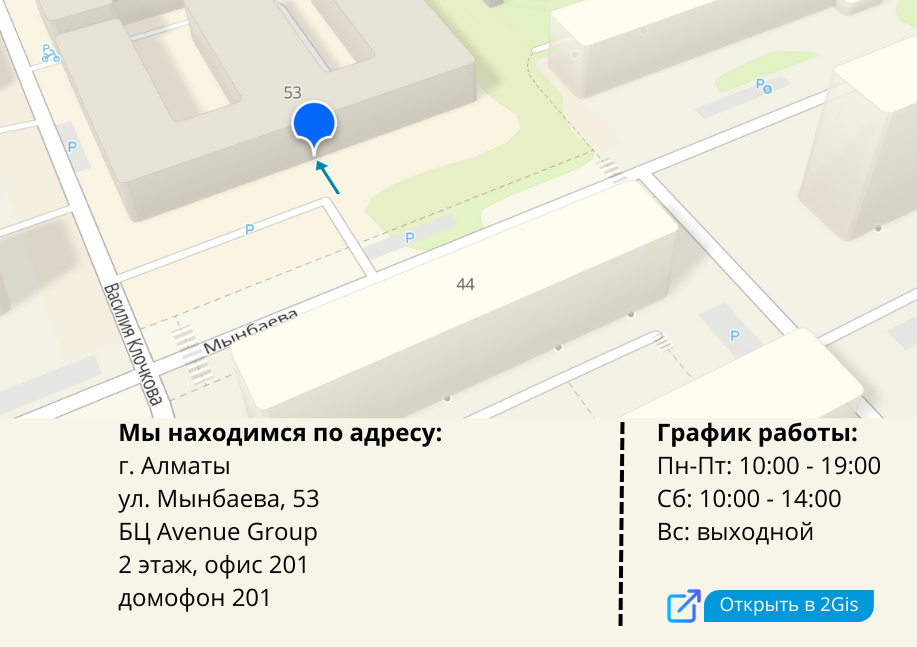 P
53
P
P
P
P
44
Василия Клочкова
Мынбаева
P
Мы находимся по адресу:
г. Алматы
ул. Мынбаева, 53
БЦ Avenue Group
2 этаж, офис 201
домофон 201
График работы:
Пн-Пт: 10:00 - 19:00
Сб: 10:00 - 14:00
Вс: выходной
Открыть в 2Gis